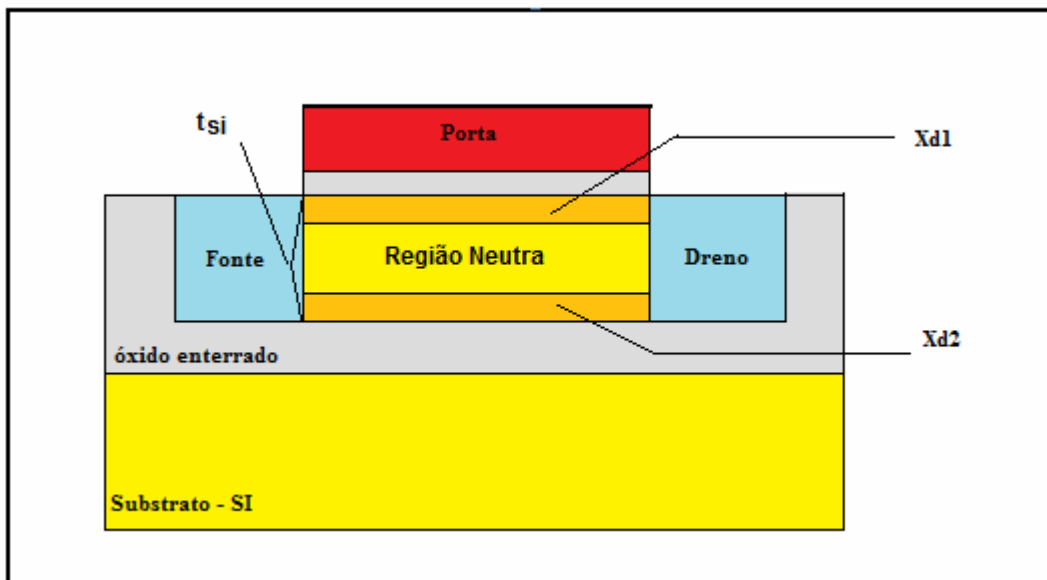 tsi
Porta
Xd1
Fonte
Região Neutra
Dreno
óxido enterrado
Xd2
Substrato - SI